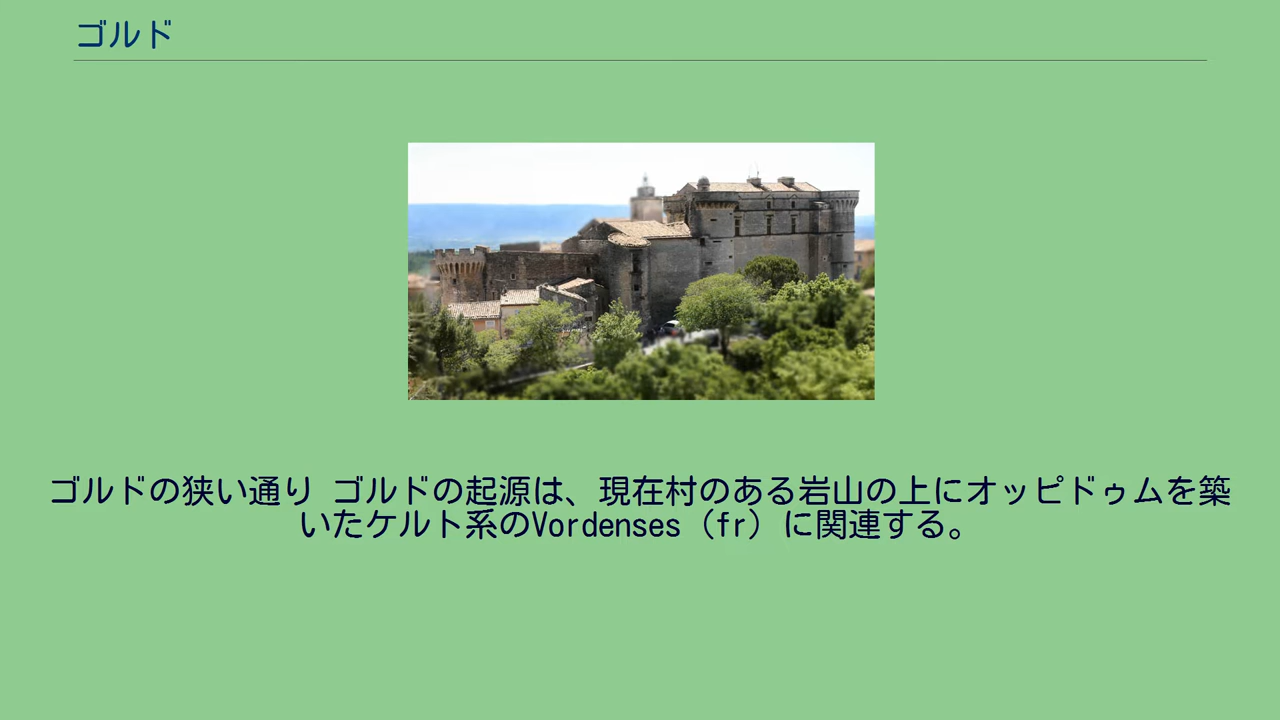 ゴルド
ゴルドの狭い通り ゴルドの起源は、現在村のある岩山の上にオッピドゥムを築
いたケルト系のVordenses（fr）に関連する。